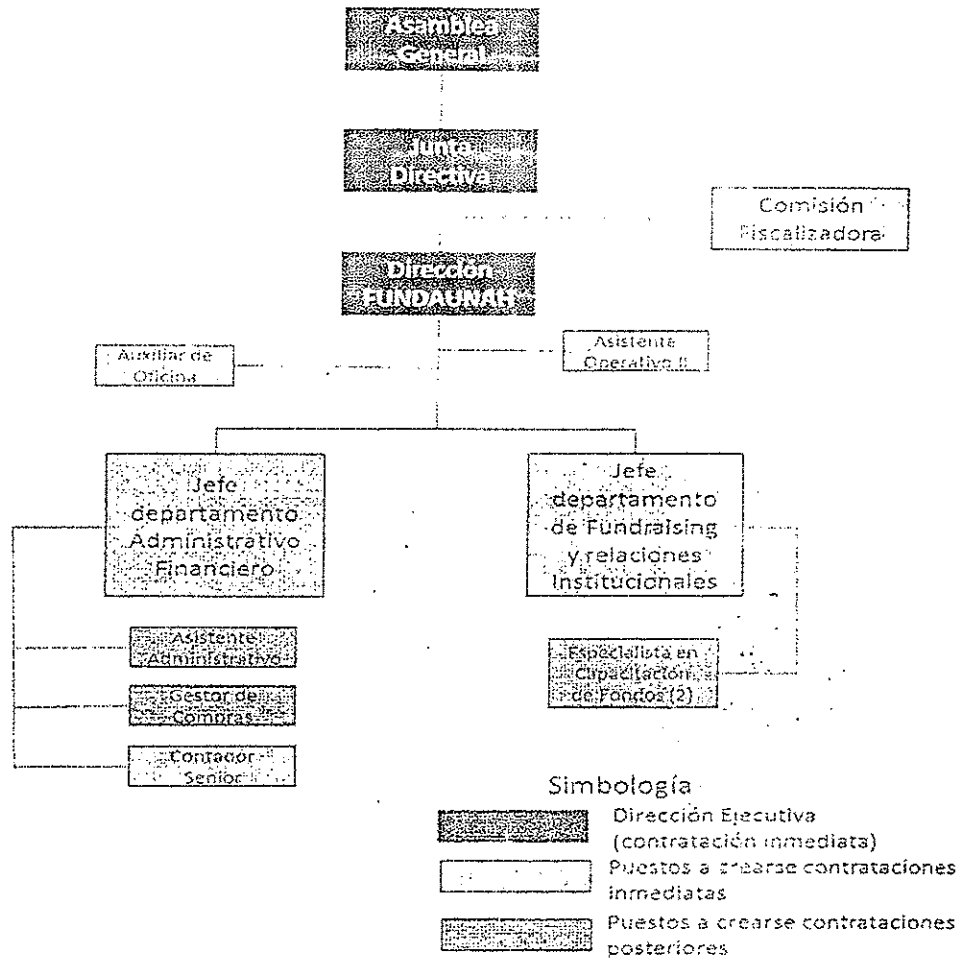 Asamblea
General
Junta
Directiva
Comisión
Fiscalizadora
Dirección
FUNDAUNAH
Auxiliar de
Oficina
Asistente
Operativo II
Jefe
departamento
Administrativo
Financiero
Jefe
departamento
de Fundraising
y relaciones
Institucionales
Asistente
Administrativo
Gestor de
Compras
Contador
Senior
Especialista en
Capacitación
de Fondos (2)
Simbología
Dirección Ejecutiva
(contratación inmediata)
Puestos a crearse contrataciones
inmediatas
Puestos a crearse contrataciones
posteriores